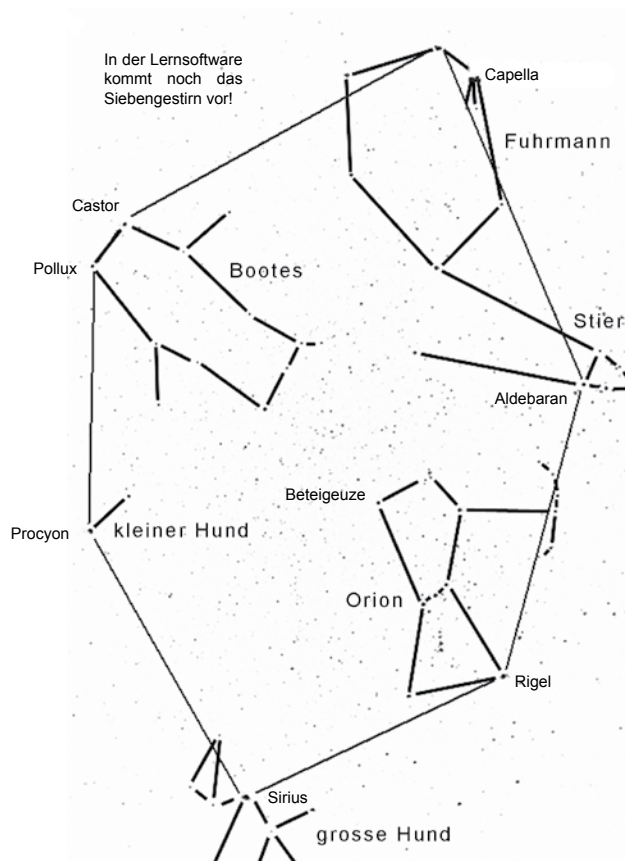 In der Lernsoftware
kommt noch das
Siebengestirn vor!
Capella
Fuhrmann
Castor
Pollux
Bootes
Stier
Aldebaran
Beteigeuze
Procyon
kleiner Hund
Orion
Rigel
Sirius
grosse Hund